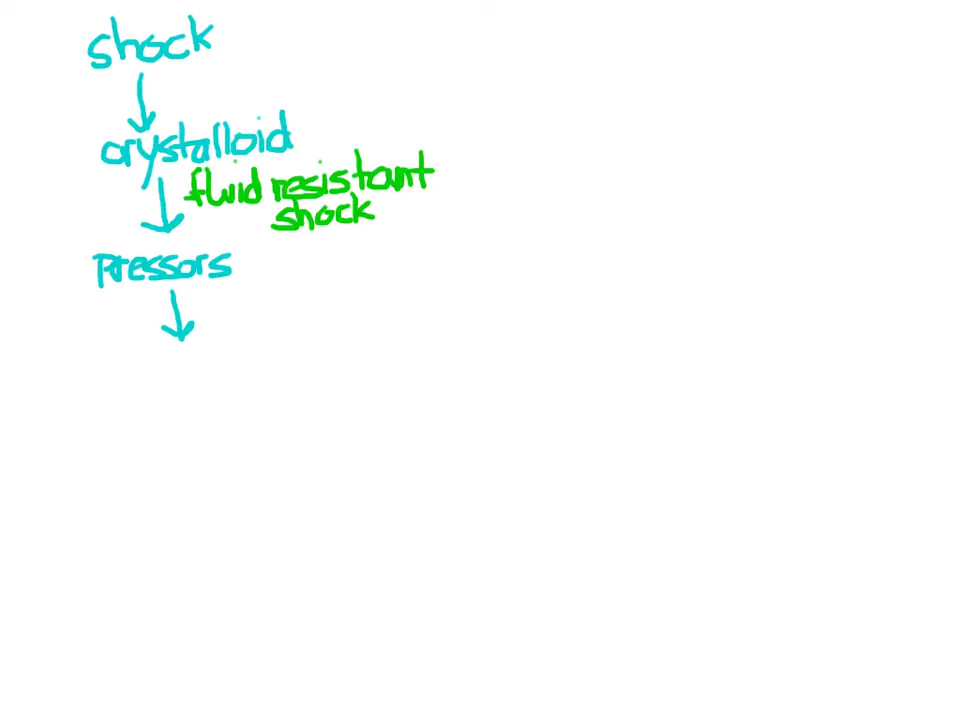 shock
crystalloid
fluid resistant
shock
pressors